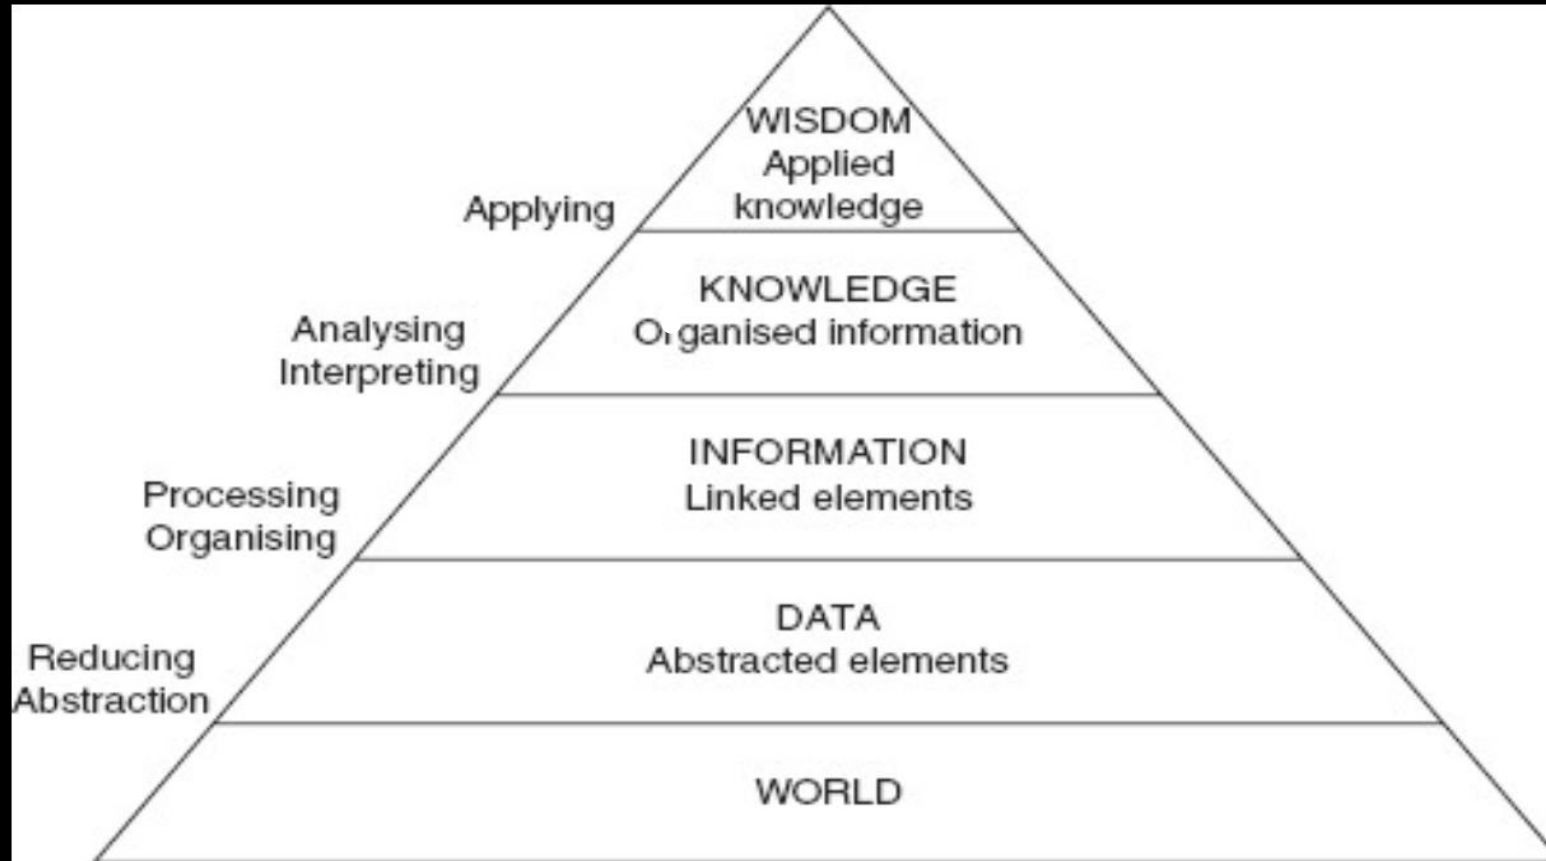 WISDOM
Applied
knowledge
Applying
KNOWLEDGE
Organised information
Analysing
Interpreting
INFORMATION
Linked elements
Processing
Organising
DATA
Abstracted elements
Reducing
Abstraction
WORLD